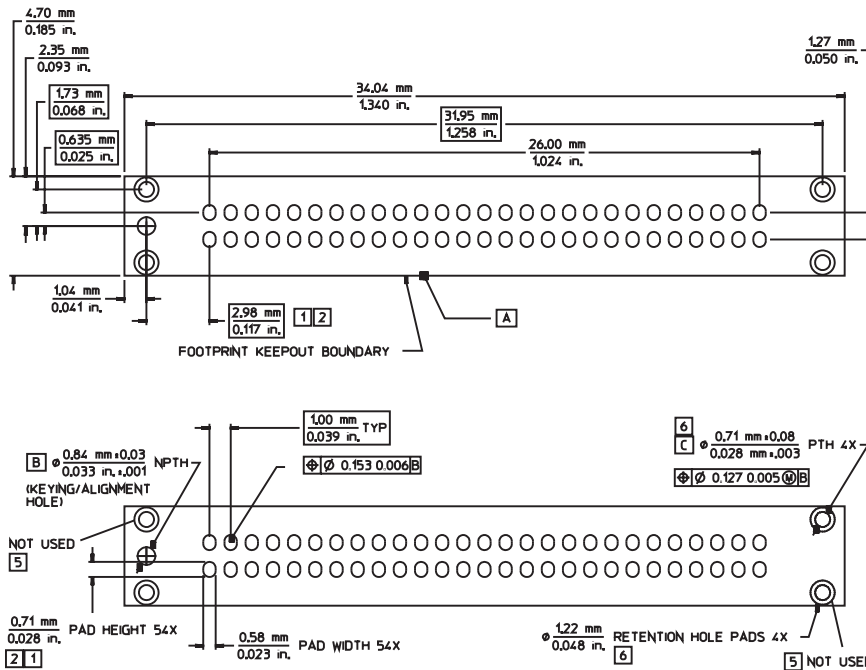 4.70 mm
0.185 in.
2.35 mm
0.093 in.
1.73 mm
0.068 in.
0.635 mm
0.025 in.
34.04 mm
1.340 in.
31.95 mm
1.258 in.
26.00 mm
1.024 in.
1.27 mm
0.050 in.
1.04 mm
0.041 in.
2.98 mm
0.117 in.
1 2
A
FOOTPRINT KEEPOUT BOUNDARY
1.00 mm
0.039 in.
TYP
⌖ Ø 0.153 0.006 B
B ø 0.84 mm±0.03
0.033 in.±.001
NPTH
(KEYING/ALIGNMENT
HOLE)
6
C ø 0.71 mm±0.08
0.028 mm±.003
PTH 4X
⌖ Ø 0.127 0.005 Ⓜ B
NOT USED
5
0.71 mm
0.028 in.
PAD HEIGHT 54X
2 1
0.58 mm
0.023 in.
PAD WIDTH 54X
ø 1.22 mm
0.048 in.
RETENTION HOLE PADS 4X
6
5 NOT USED